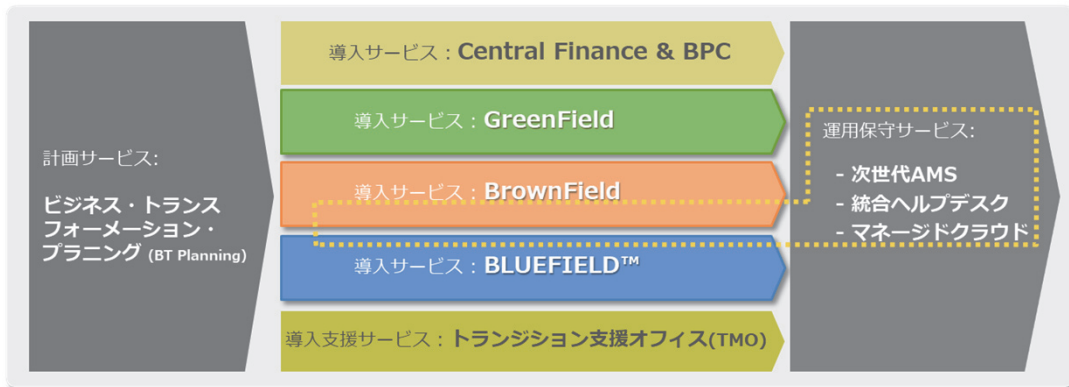 計画サービス:
ビジネス・トランス
フォーメーション・
プラニング (BT Planning)
導入サービス：Central Finance & BPC
導入サービス：GreenField
導入サービス：BrownField
導入サービス：BLUEFIELD™
導入支援サービス：トランジション支援オフィス(TMO)
運用保守サービス:
- 次世代AMS
- 統合ヘルプデスク
- マネージドクラウド